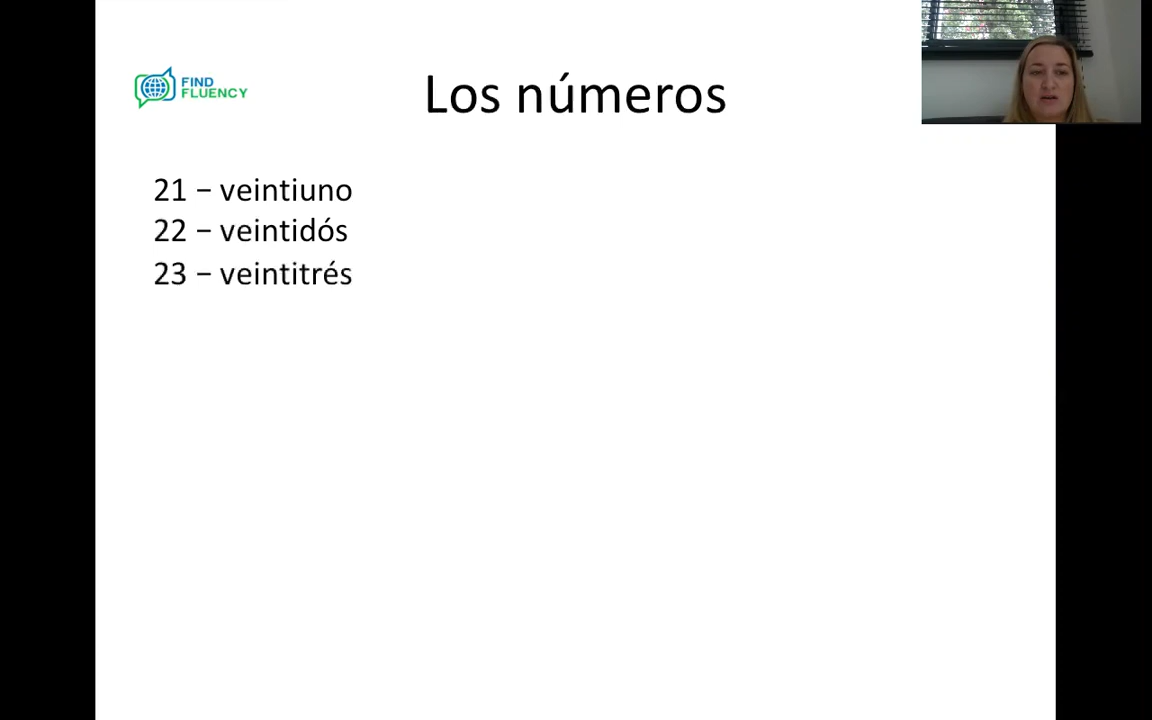 FIND
FLUENCY
Los números
21 – veintiuno
22 – veintidós
23 – veintitrés